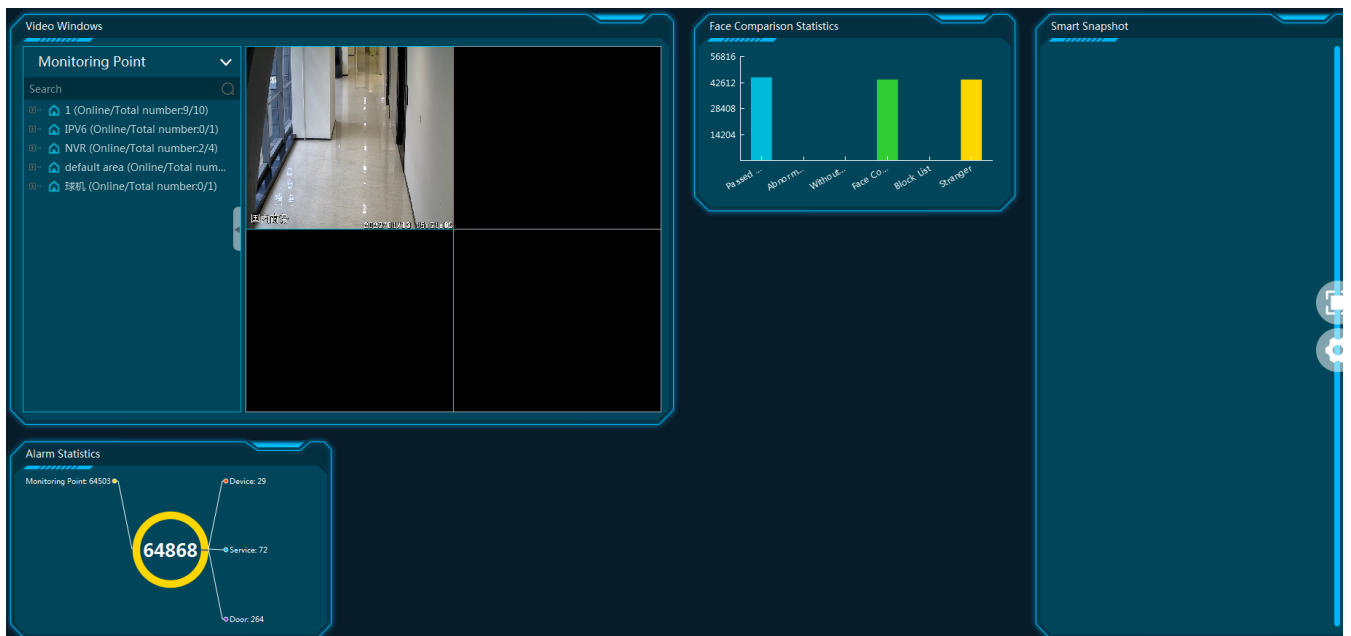 Video Windows
Monitoring Point
Search
1 (Online/Total number:9/10)
IPV6 (Online/Total number:0/1)
NVR (Online/Total number:2/4)
default area (Online/Total num...
球机 (Online/Total number:0/1)
Face Comparison Statistics
56816
42612
28408
14204
Passed ...
Abnorm...
Without...
Face Co...
Block List
Stranger
Smart Snapshot
Alarm Statistics
Monitoring Point: 64503
Device: 29
64868
Service: 72
Door: 264